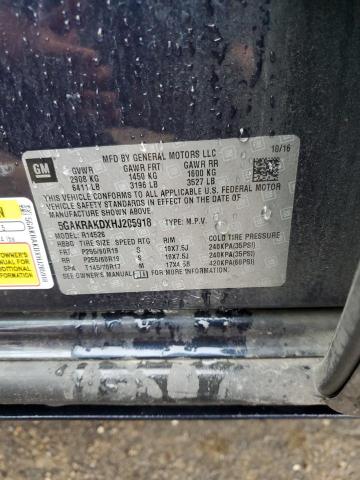 GM
MFD BY GENERAL MOTORS LLC
10/16
GVWR GAWR FRT GAWR RR
2908 KG 1450 KG 1600 KG
6411 LB 3196 LB 3527 LB
THIS VEHICLE CONFORMS TO ALL APPLICABLE U.S. FEDERAL MOTOR
VEHICLE SAFETY STANDARDS IN EFFECT ON THE DATE OF
MANUFACTURE SHOWN ABOVE.
5GAKRAKDXHJ205918 TYPE: M.P.V.
MODEL: R14526
TIRE SIZE SPEED RTG RIM COLD TIRE PRESSURE
FRT P255/60R19 S 19X7.5J 240KPA(35PSI)
RR P255/60R19 S 19X7.5J 240KPA(35PSI)
SPA T145/70R17 M 17X4.5B 420KPA(60PSI)
SEE OWNER'S MANUAL FOR MORE INFORMATION.
OWNER'S
MANUAL
ADDITIONAL